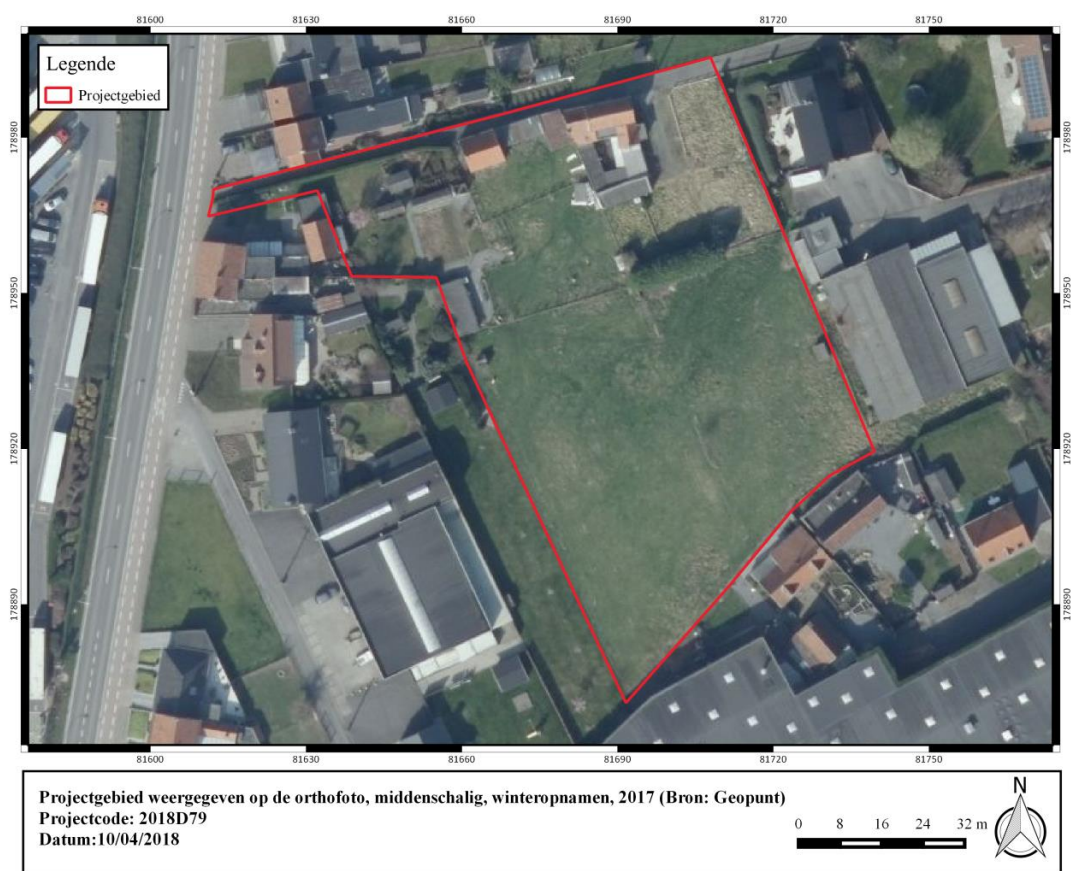 81600 81630 81660 81690 81720 81750
Legende
Projectgebied
178980 178980
178950 178950
178920 178920
178890 178890
81600 81630 81660 81690 81720 81750
Projectgebied weergegeven op de orthofoto, middenschalig, winteropnamen, 2017 (Bron: Geopunt)
Projectcode: 2018D79
Datum:10/04/2018
N
0 8 16 24 32 m